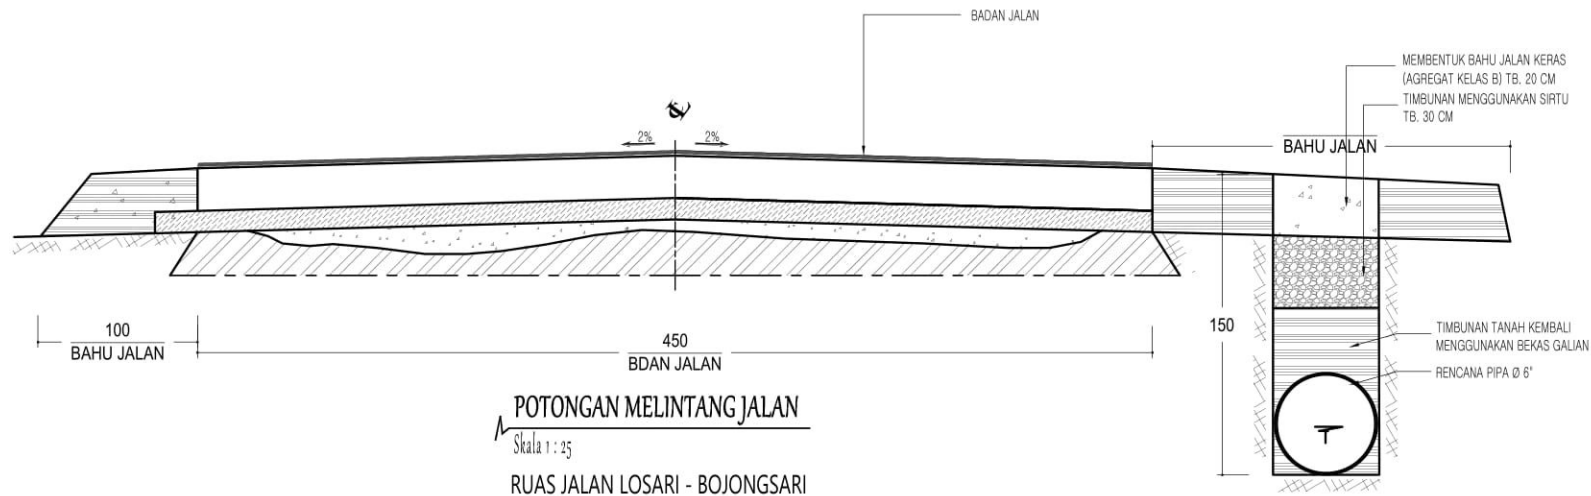 BADAN JALAN
MEMBENTUK BAHU JALAN KERAS
(AGREGAT KELAS B) TB. 20 CM
TIMBUNAN MENGGUNAKAN SIRTU
TB. 30 CM
2% 2%
BAHU JALAN
100
BAHU JALAN
450
BDAN JALAN
150
TIMBUNAN TANAH KEMBALI
MENGGUNAKAN BEKAS GALIAN
RENCANA PIPA Ø 6"
POTONGAN MELINTANG JALAN
Skala 1 : 25
RUAS JALAN LOSARI - BOJONGSARI